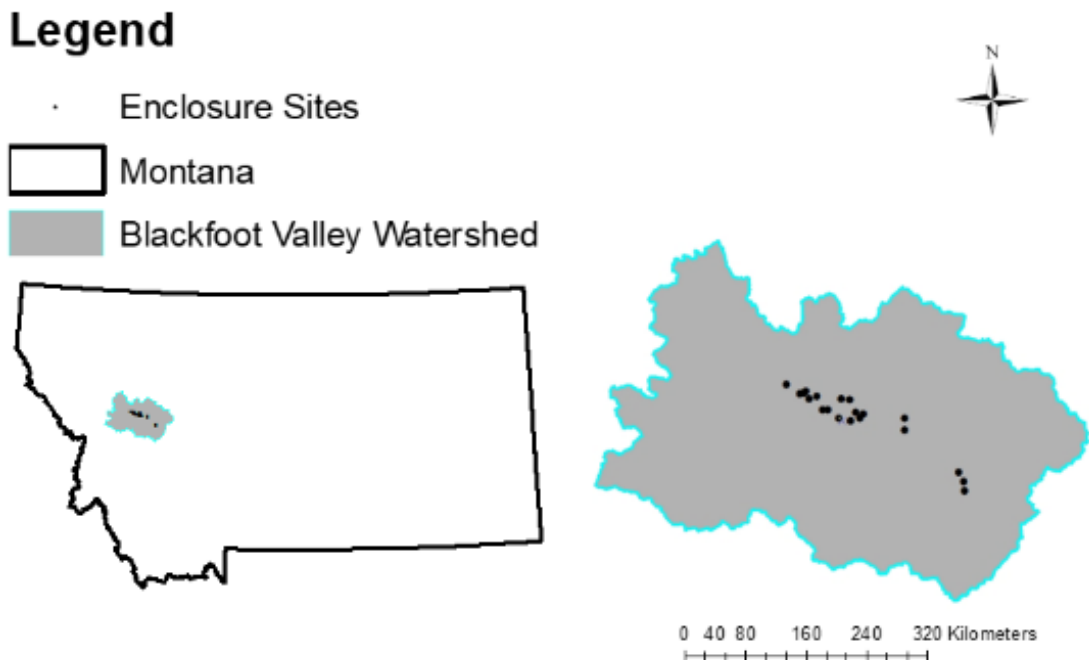 Legend
N
Enclosure Sites
Montana
Blackfoot Valley Watershed
0 40 80 160 240 320 Kilometers